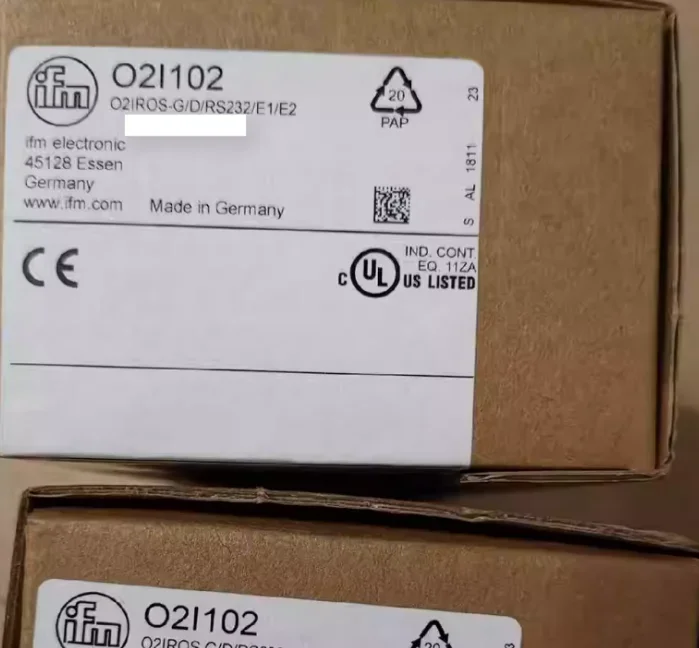 ifm
O2I102
O2IROS-G/D/RS232/E1/E2
ifm electronic
45128 Essen
Germany
www.ifm.com
Made in Germany
20
PAP
S AL 1811 23
CE
C UL US LISTED
IND. CONT.
EQ. 11ZA
ifm
O2I102
20